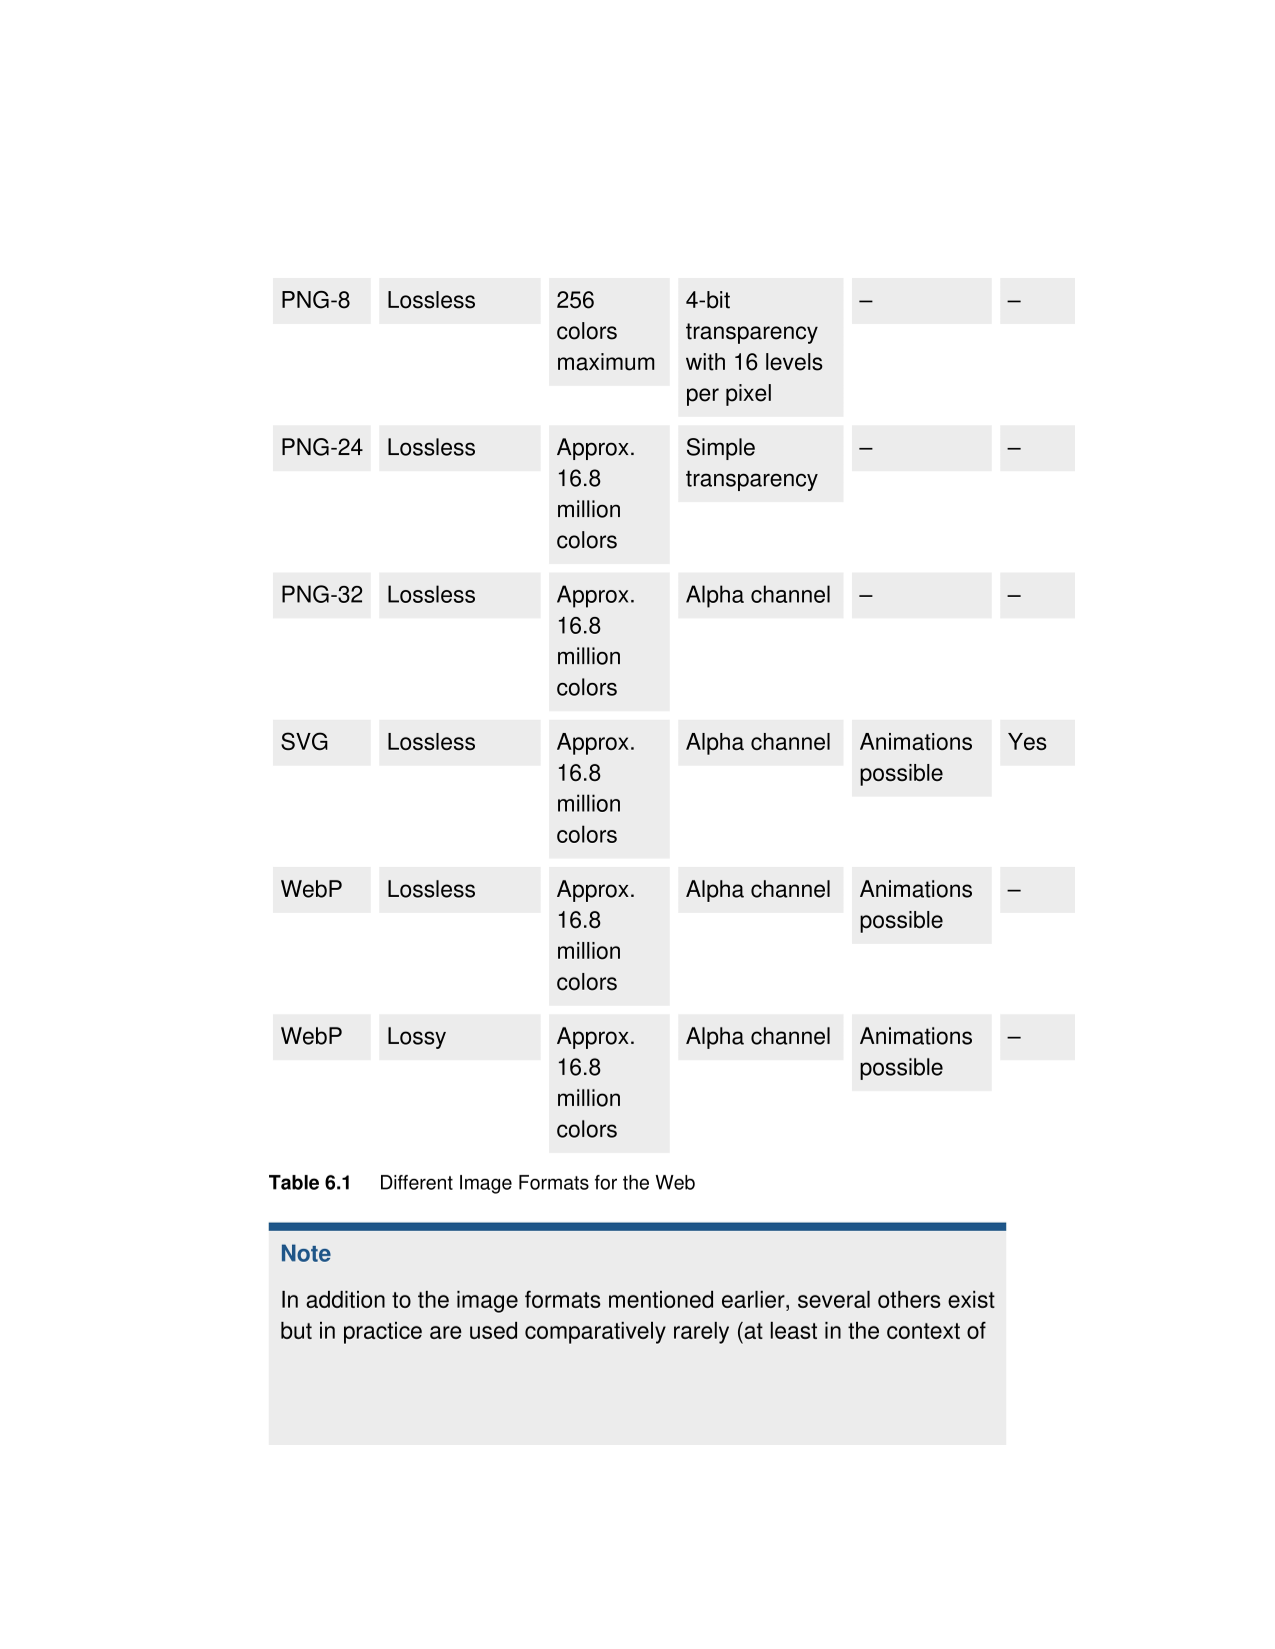 PNG-8 Lossless 256 colors maximum 4-bit transparency with 16 levels per pixel – –
PNG-24 Lossless Approx. 16.8 million colors Simple transparency – –
PNG-32 Lossless Approx. 16.8 million colors Alpha channel – –
SVG Lossless Approx. 16.8 million colors Alpha channel Animations possible Yes
WebP Lossless Approx. 16.8 million colors Alpha channel Animations possible –
WebP Lossy Approx. 16.8 million colors Alpha channel Animations possible –
Table 6.1 Different Image Formats for the Web
Note
In addition to the image formats mentioned earlier, several others exist
but in practice are used comparatively rarely (at least in the context of